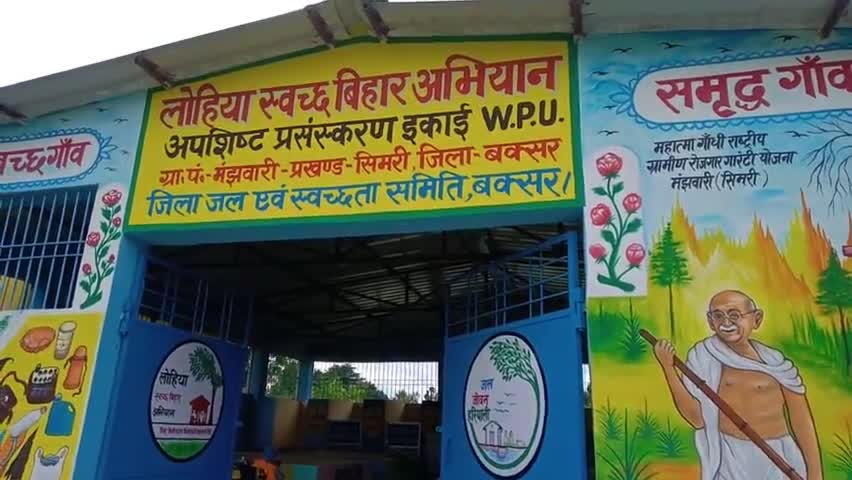 लोहिया स्वच्छ बिहार अभियान
अपशिष्ट प्रसंस्करण इकाई W.P.U.
ग्रा.पं.-मंझवारी-प्रखण्ड-सिमरी, जिला-बक्सर
जिला जल एवं स्वच्छता समिति, बक्सर।
च्छ गाँव
समृद्ध गाँव
महात्मा गाँधी राष्ट्रीय
ग्रामीण रोजगार गारंटी योजना
मंझवारी (सिमरी)
लोहिया
स्वच्छ बिहार
अभियान
जल
जीवन
हरियाली